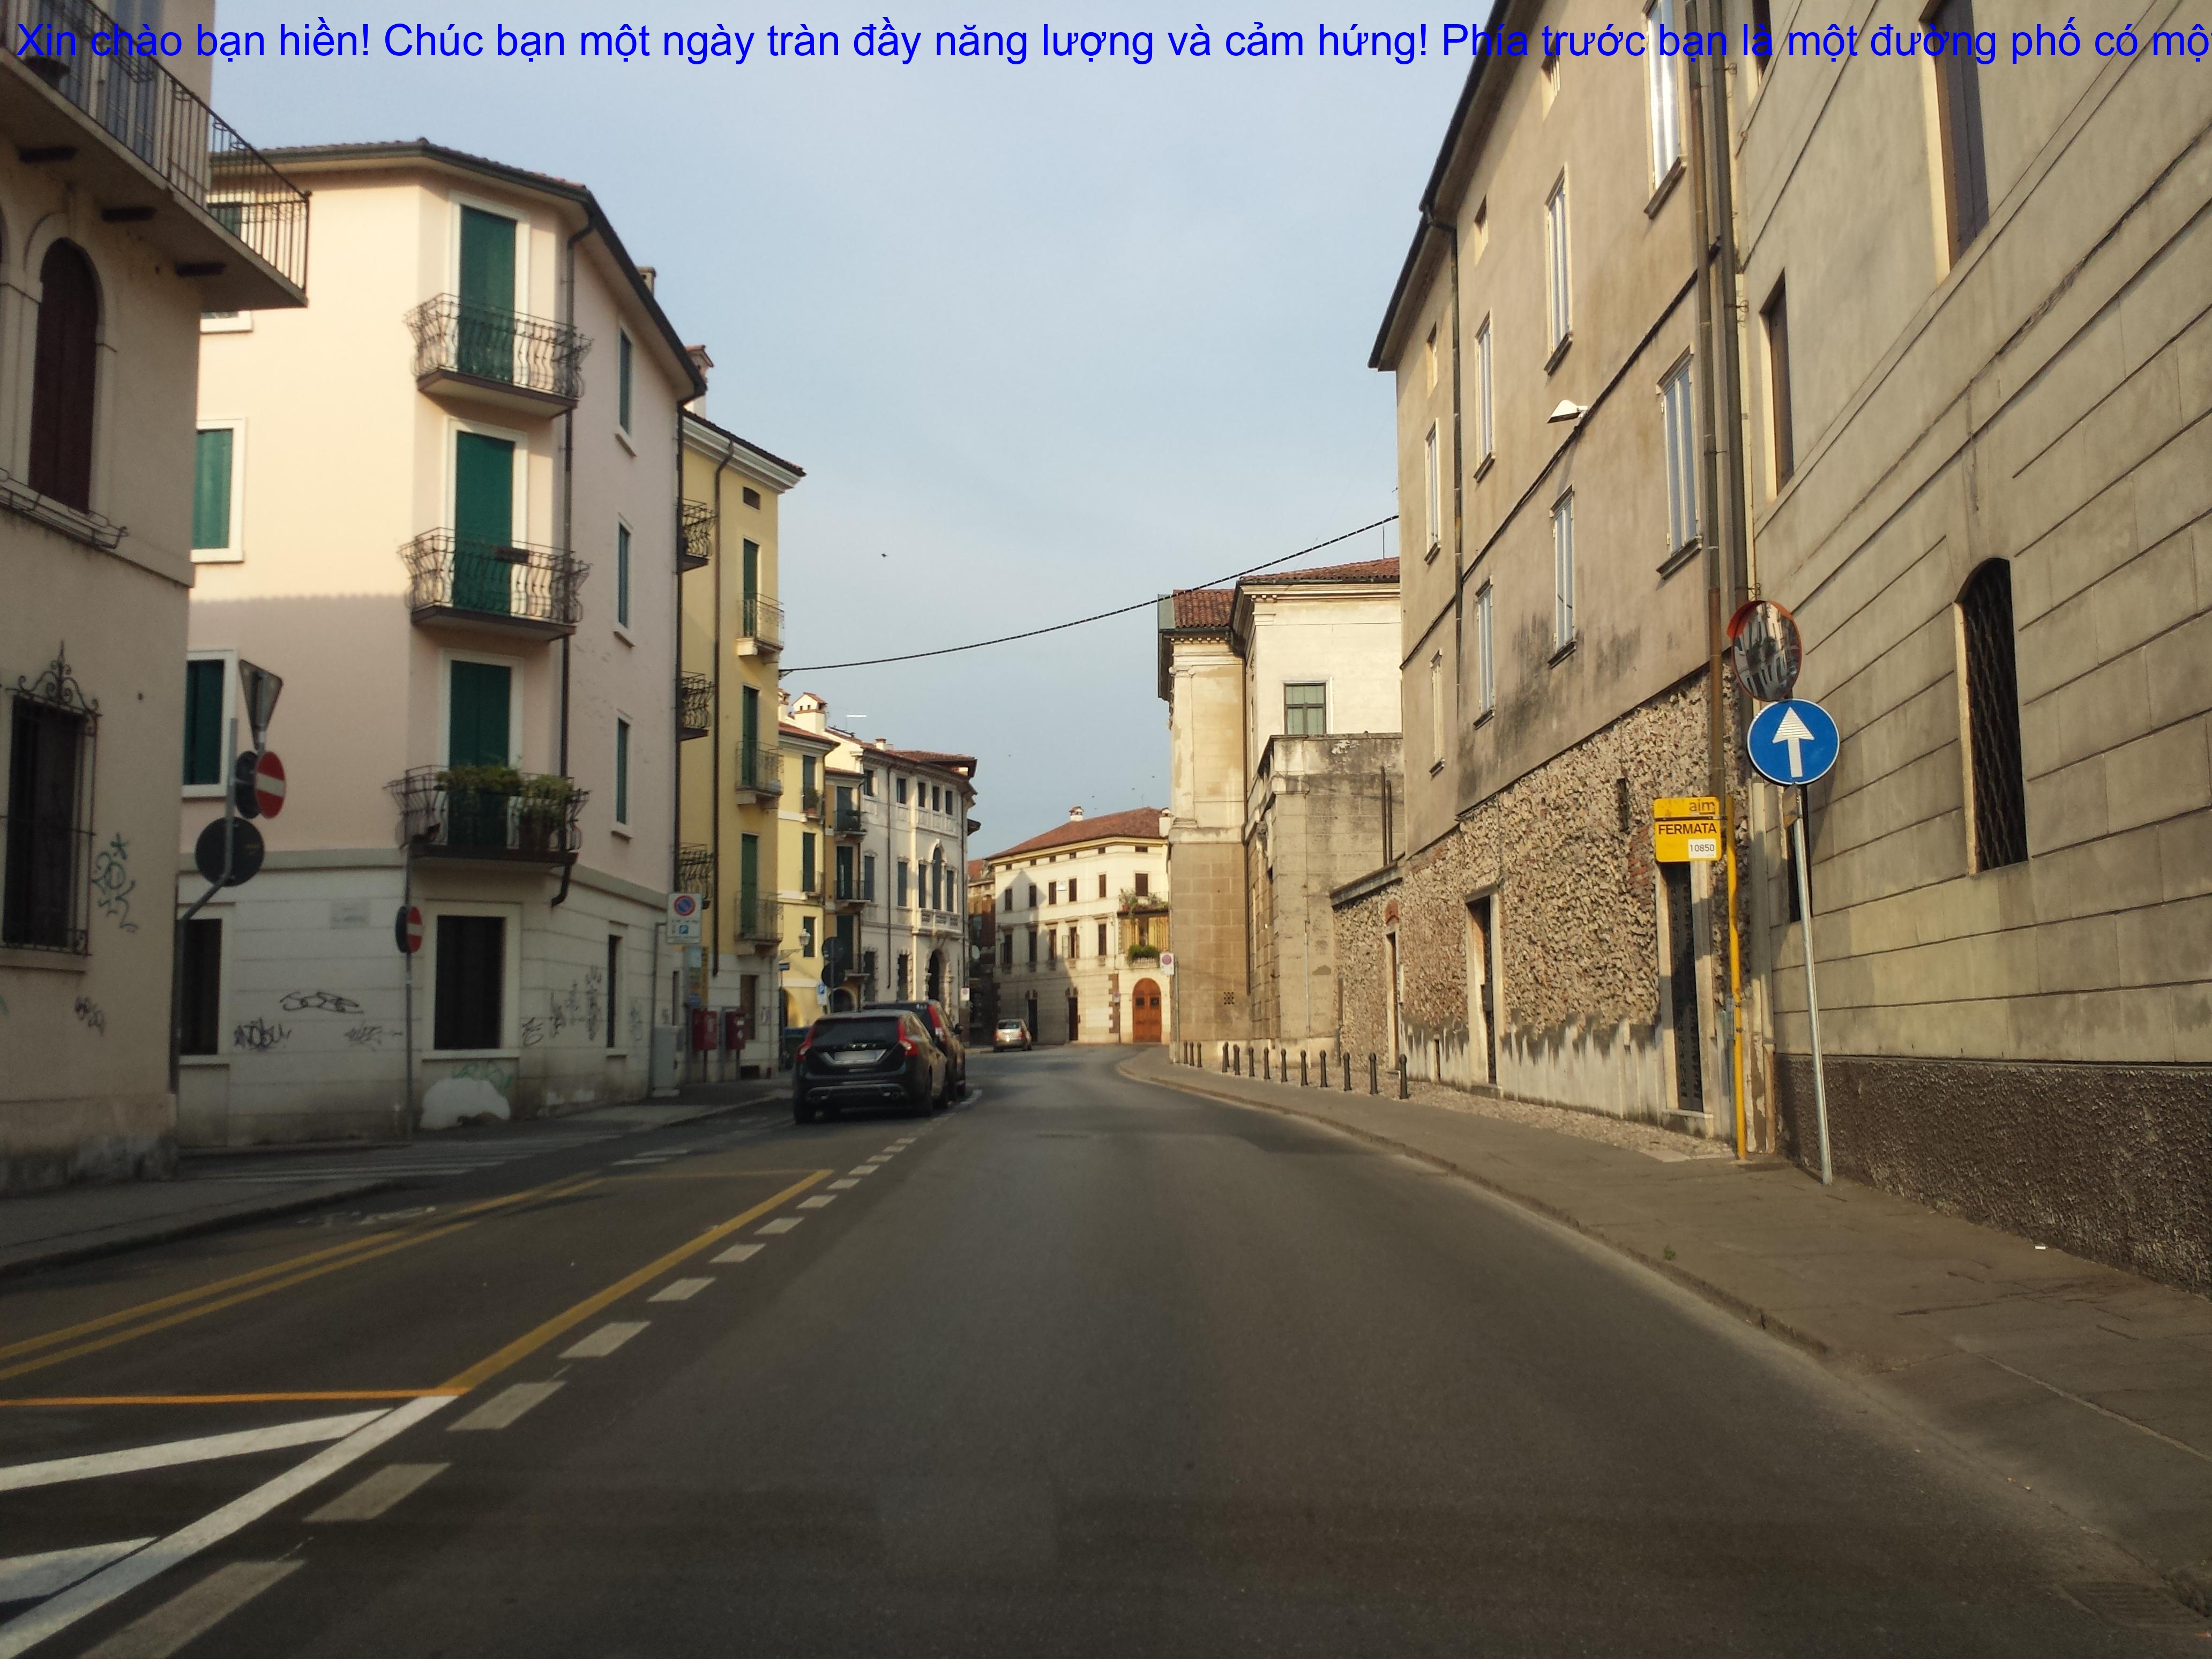 Xin chào bạn hiền! Chúc bạn một ngày tràn đầy năng lượng và cảm hứng! Phía trước bạn là một đường phố có một
aim
FERMATA
10850
P